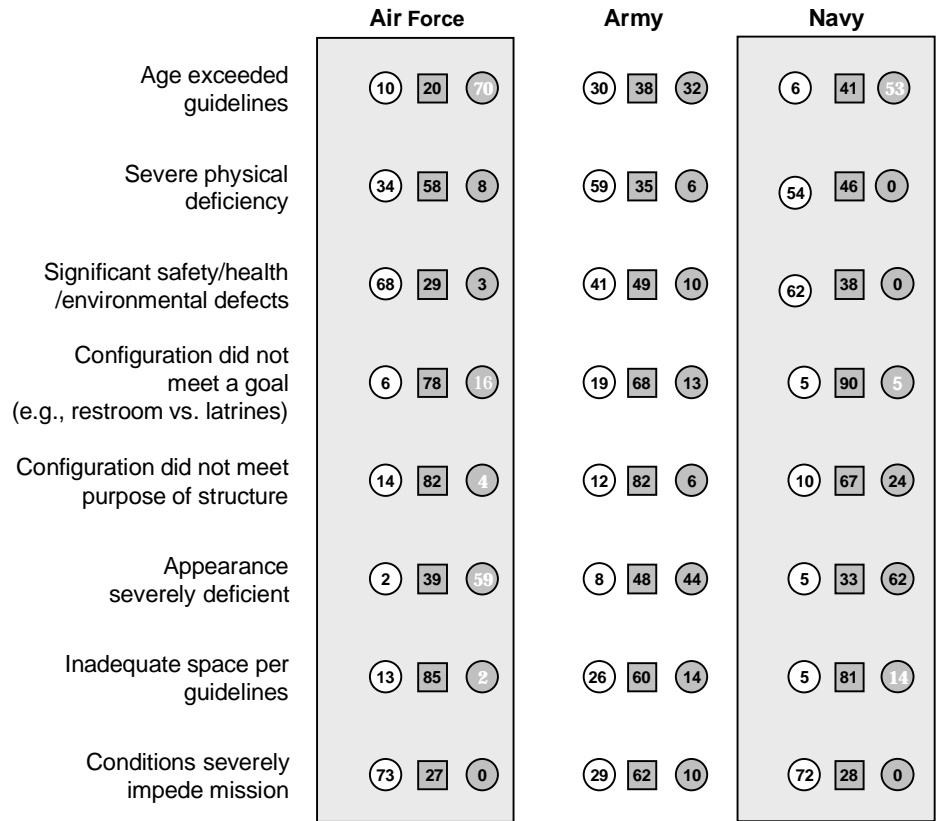 Air Force Army Navy
Age exceeded
guidelines
10 20 70 30 38 32 6 41 53
Severe physical
deficiency
34 58 8 59 35 6 54 46 0
Significant safety/health
/environmental defects
68 29 3 41 49 10 62 38 0
Configuration did not
meet a goal
(e.g., restroom vs. latrines)
6 78 16 19 68 13 5 90 5
Configuration did not meet
purpose of structure
14 82 4 12 82 6 10 67 24
Appearance
severely deficient
2 39 59 8 48 44 5 33 62
Inadequate space per
guidelines
13 85 2 26 60 14 5 81 14
Conditions severely
impede mission
73 27 0 29 62 10 72 28 0